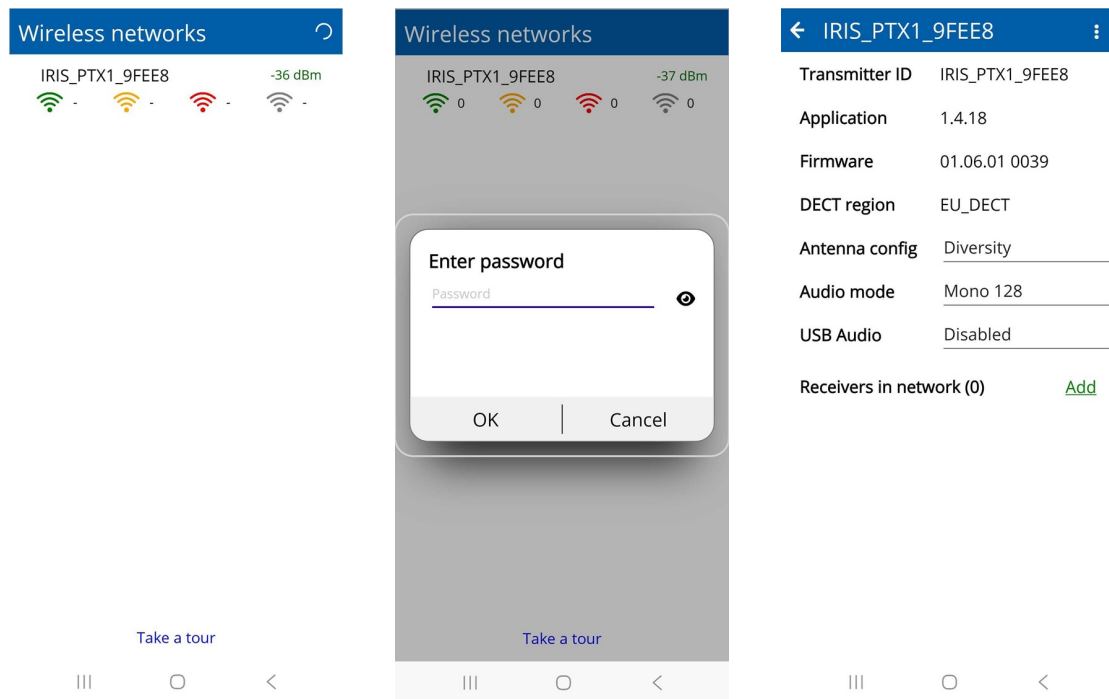 Wireless networks
IRIS_PTX1_9FEE8 -36 dBm
- - - -
Take a tour
Wireless networks
IRIS_PTX1_9FEE8 -37 dBm
0 0 0 0
Enter password
Password
OK Cancel
Take a tour
IRIS_PTX1_9FEE8
Transmitter ID IRIS_PTX1_9FEE8
Application 1.4.18
Firmware 01.06.01 0039
DECT region EU_DECT
Antenna config Diversity
Audio mode Mono 128
USB Audio Disabled
Receivers in network (0) Add